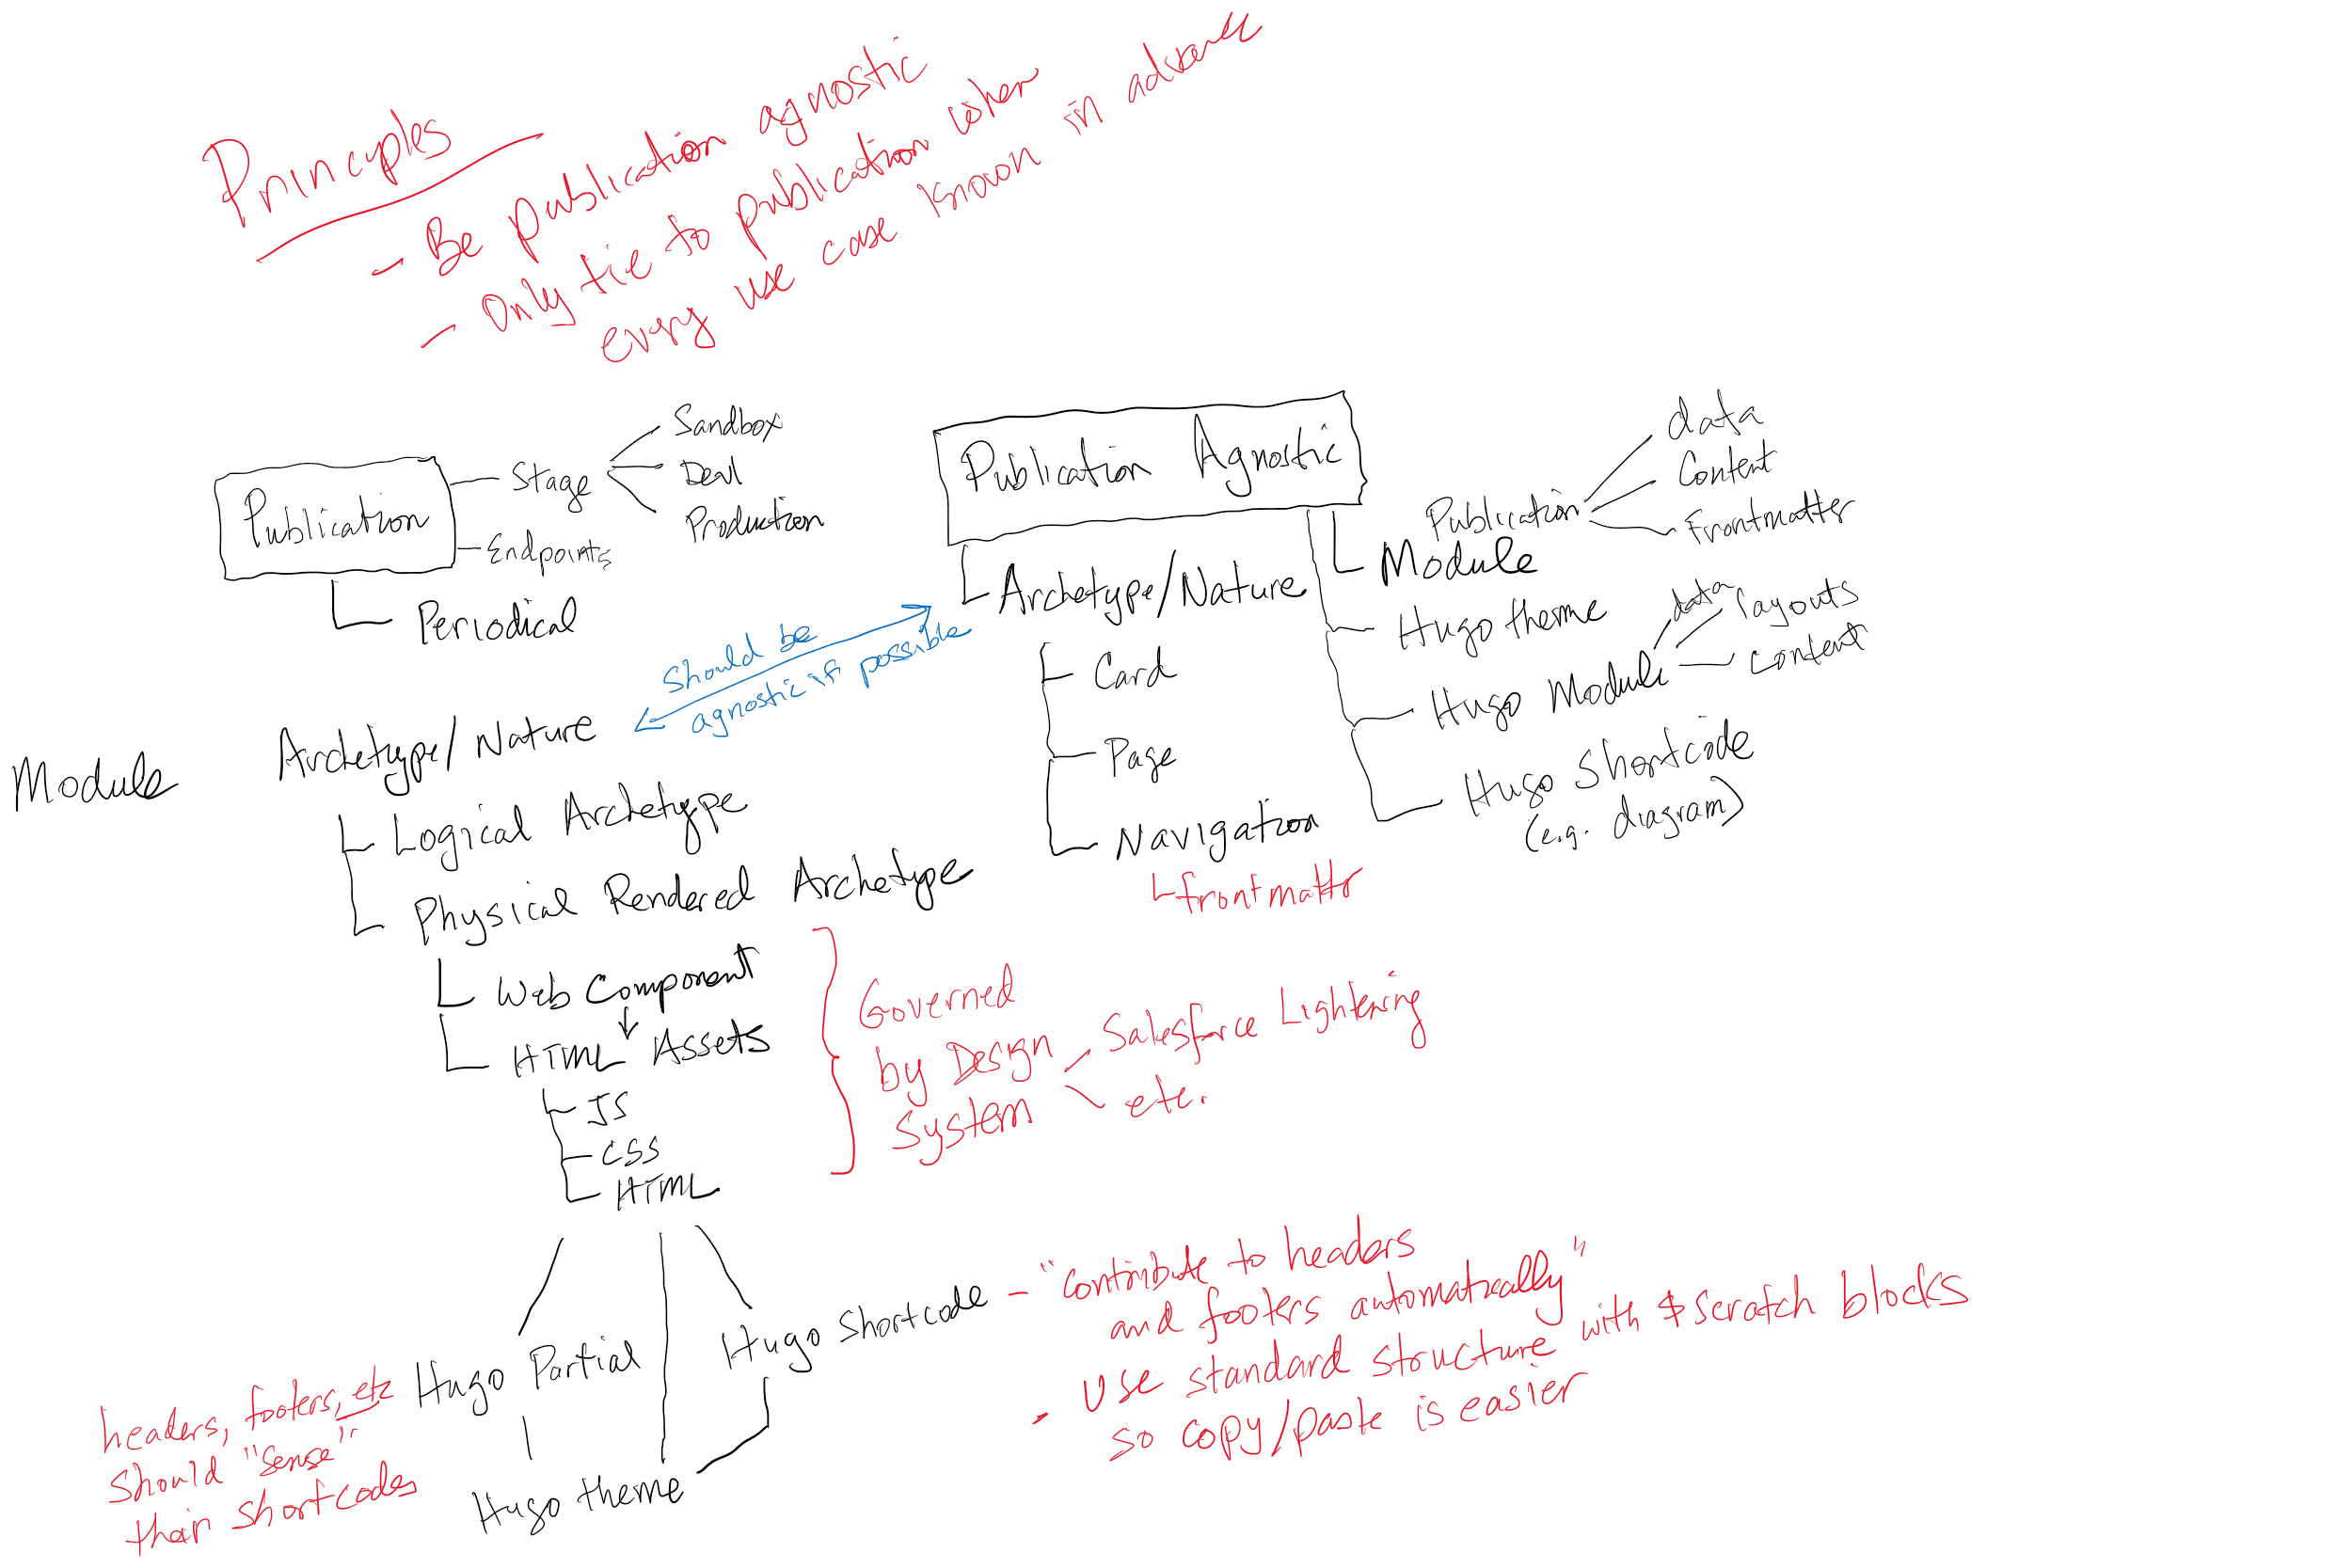 Principles
- Be publication agnostic
- Only tie to publication when
every use case known in advance
Publication
Stage
Sandbox
Devl
Production
Endpoints
Periodical
Publication Agnostic
Archetype/Nature
Card
Page
Navigation
frontmatter
Publication
data
Content
Frontmatter
Module
Hugo theme
Hugo Module
data
layouts
content
Hugo Shortcode
(e.g. diagram)
should be
agnostic if possible
Module
Archetype/Nature
Logical Archetype
Physical Rendered Archetype
Web Component
HTML Assets
JS
CSS
HTML
Governed
by Design
System
Salesforce Lightening
etc.
Hugo Partial
Hugo Shortcode
Hugo theme
headers, footers, etc
should "sense"
their shortcodes
- "contribute to headers
and footers automatically"
- Use standard structure with $scratch blocks
so copy/paste is easier